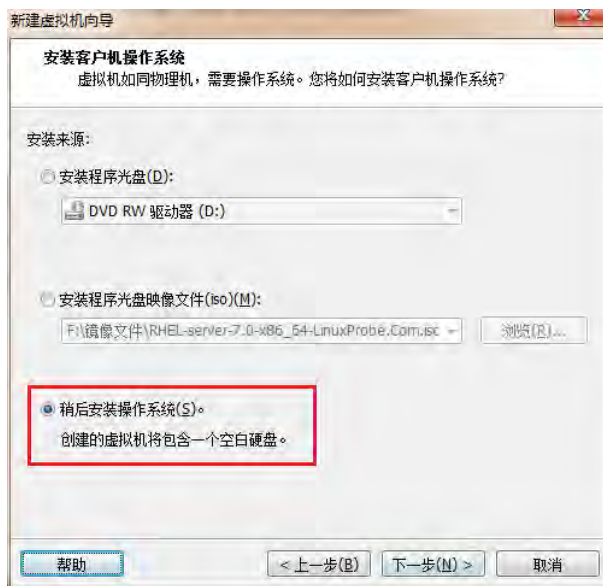 新建虚拟机向导
安装客户机操作系统
虚拟机如同物理机，需要操作系统。您将如何安装客户机操作系统?
安装来源:
安装程序光盘(D):
DVD RW 驱动器 (D:)
安装程序光盘映像文件(iso)(M):
F:\镜像文件\RHEL-server-7.0-x86_64-LinuxProbe.Com.isc
浏览(R)...
稍后安装操作系统(S)。
创建的虚拟机将包含一个空白硬盘。
帮助
< 上一步(B)
下一步(N) >
取消